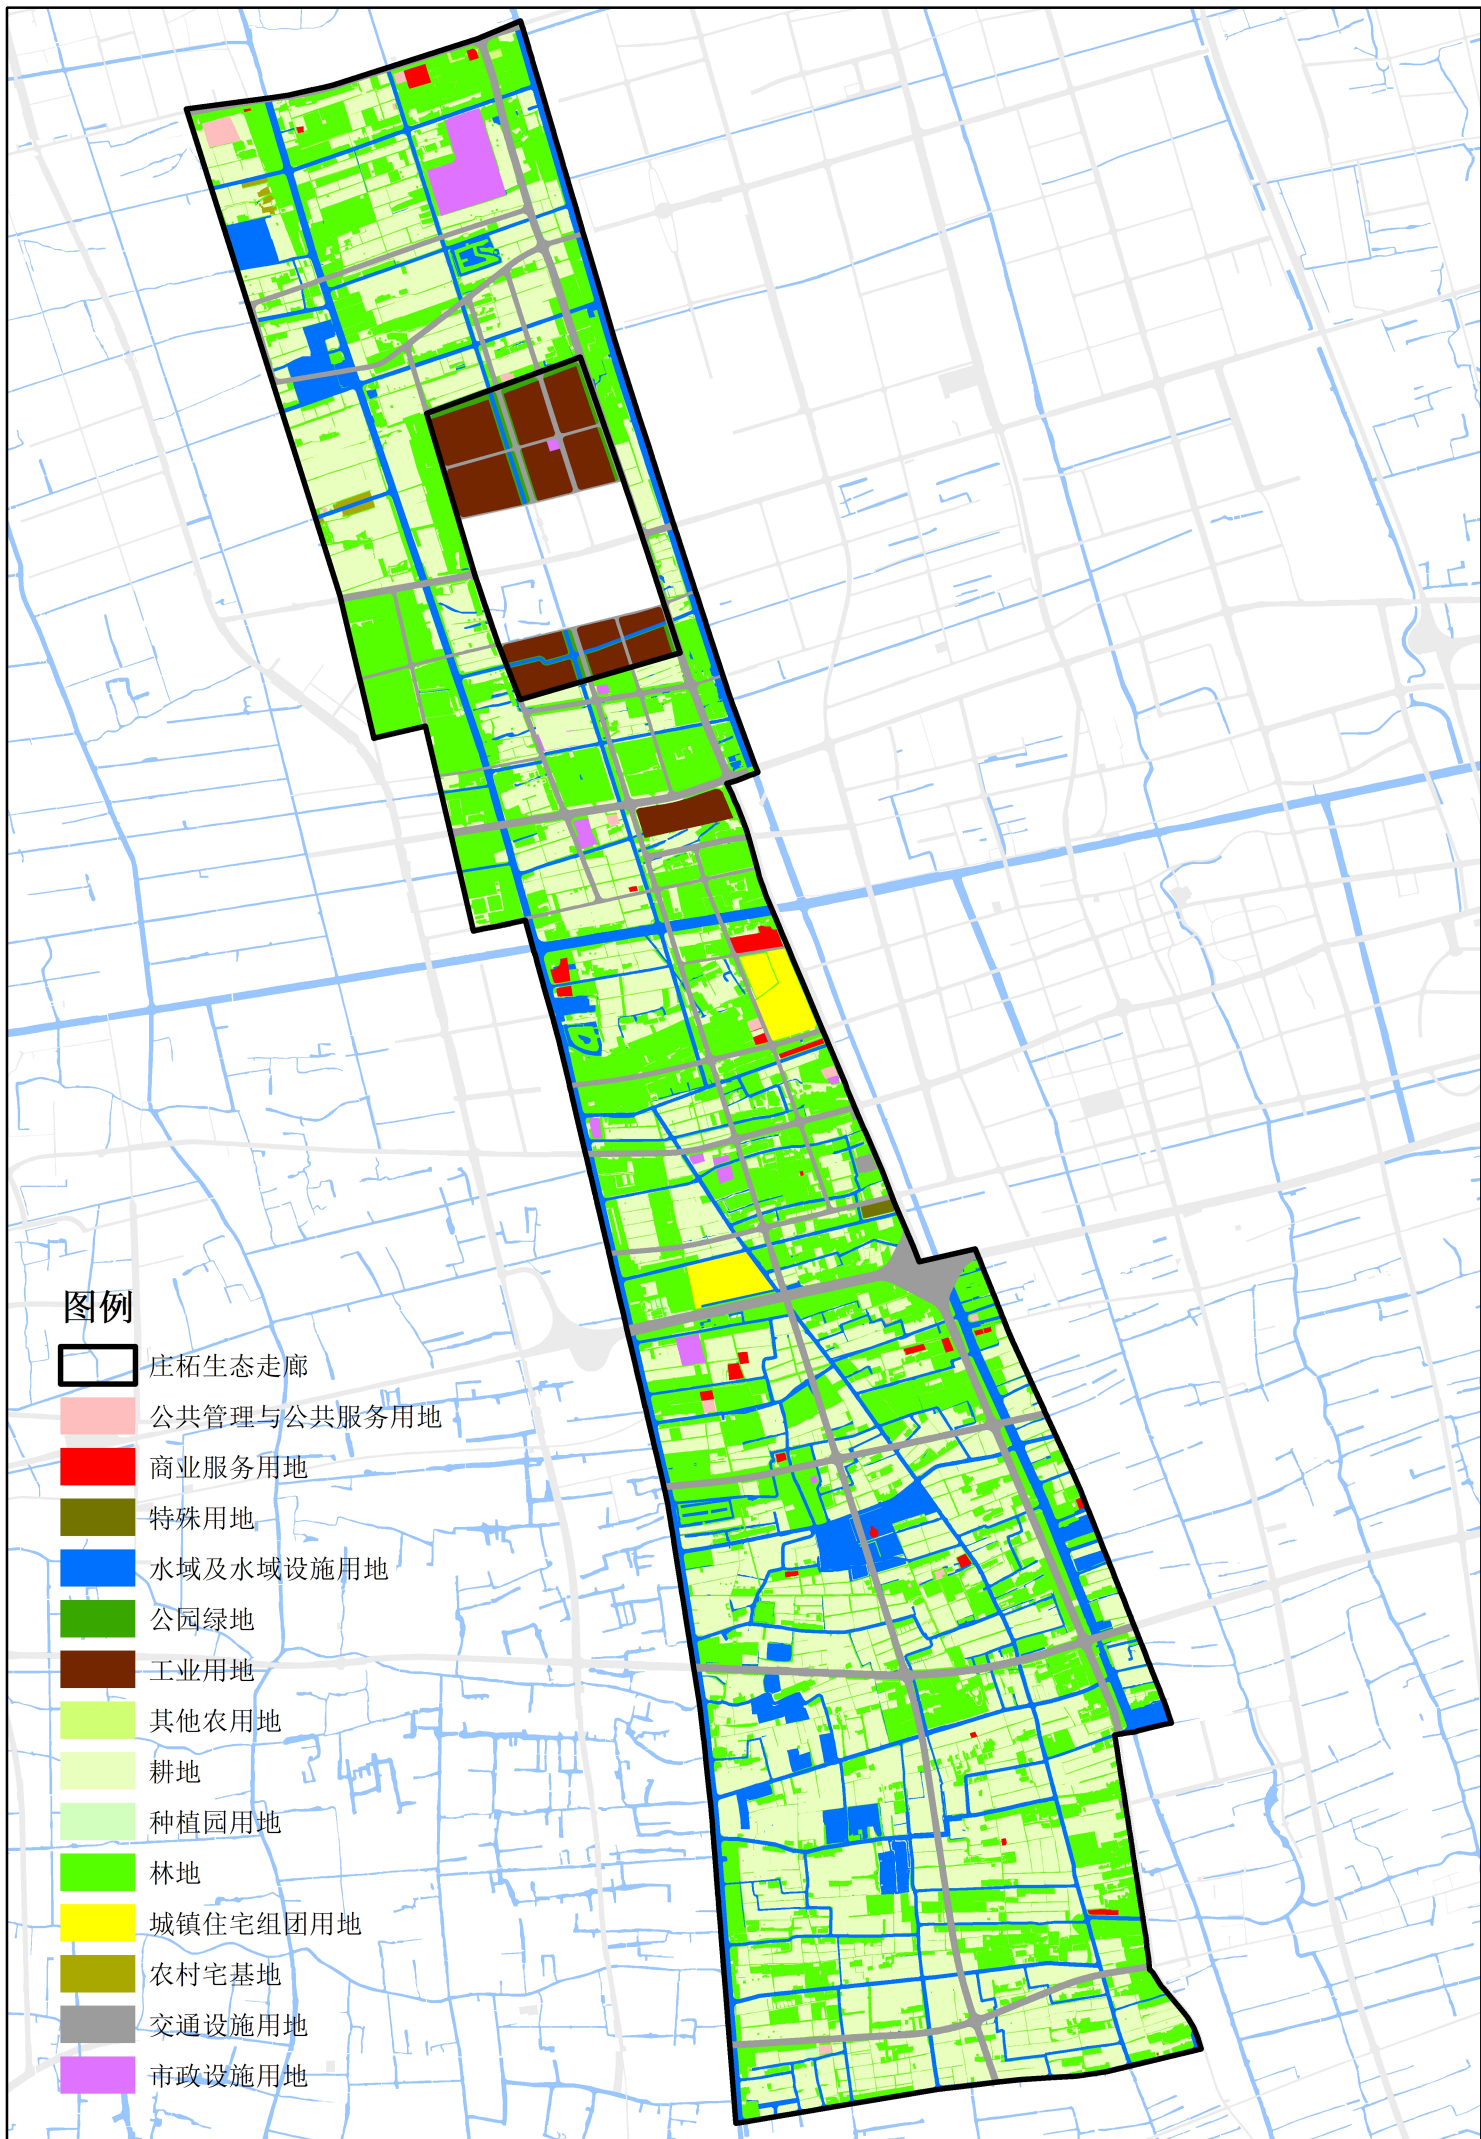 图例
庄柘生态走廊
公共管理与公共服务用地
商业服务用地
特殊用地
水域及水域设施用地
公园绿地
工业用地
其他农用地
耕地
种植园用地
林地
城镇住宅组团用地
农村宅基地
交通设施用地
市政设施用地